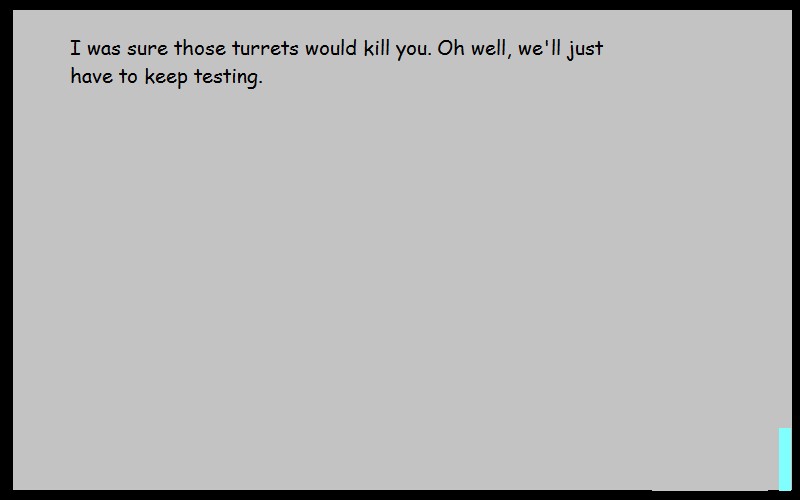 I was sure those turrets would kill you. Oh well, we'll just
have to keep testing.